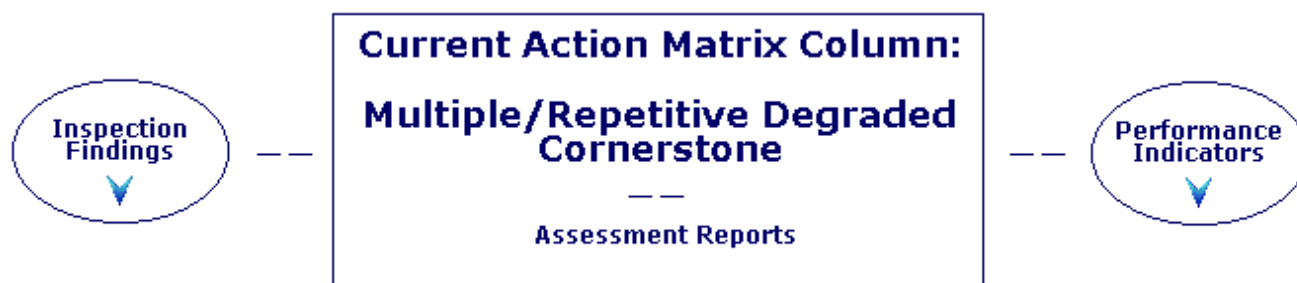 Current Action Matrix Column:
Multiple/Repetitive Degraded
Cornerstone
Inspection
Findings
Performance
Indicators
Assessment Reports